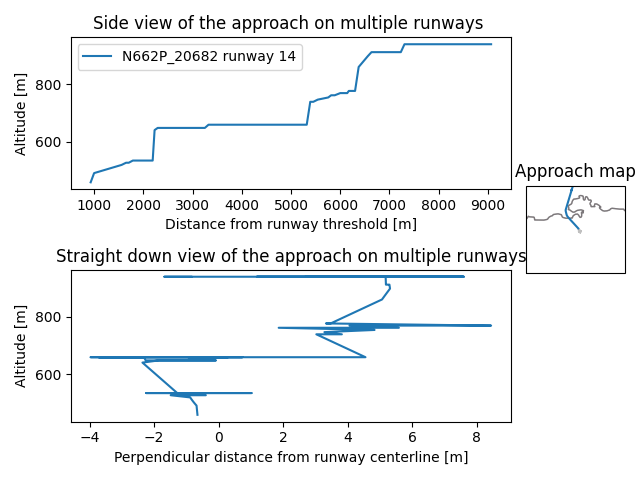 Side view of the approach on multiple runways
N662P_20682 runway 14
Altitude [m]
800
600
1000 2000 3000 4000 5000 6000 7000 8000 9000
Distance from runway threshold [m]
Approach map
Straight down view of the approach on multiple runways
Altitude [m]
800
600
−4 −2 0 2 4 6 8
Perpendicular distance from runway centerline [m]